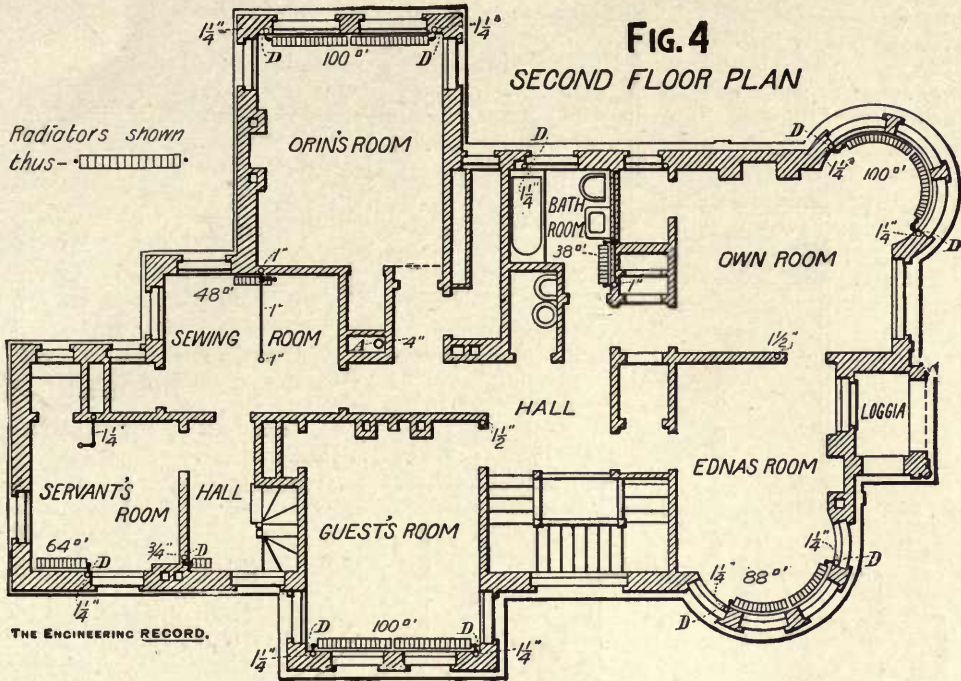 FIG. 4
SECOND FLOOR PLAN
Radiators shown
thus-
1¼"
D
100□'
D
1¼"
ORIN'S ROOM
D
1¼"
BATH
ROOM
38□'
1"
D
1¼"
100□'
1¼"
D
OWN ROOM
1"
48□'
1"
1"
SEWING ROOM
A
4"
1½"
HALL
1½"
LOGGIA
1¼"
SERVANT'S
ROOM
HALL
64□'
D
1¼"
¾"
D
GUEST'S ROOM
D
100□'
D
1¼"
1¼"
EDNAS ROOM
1¼"
D
1¼"
88□'
D
THE ENGINEERING RECORD.